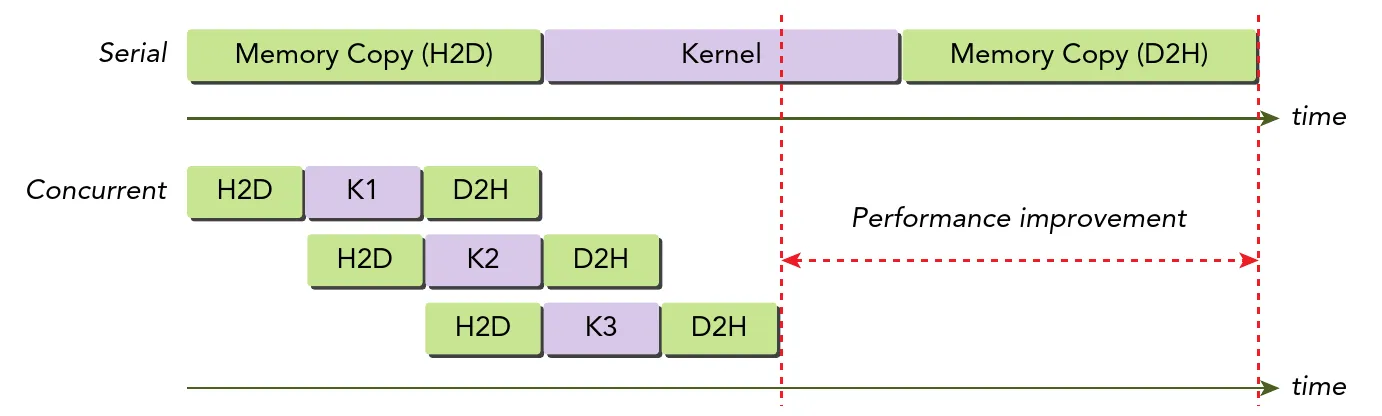 Serial Memory Copy (H2D) Kernel Memory Copy (D2H)
time
Concurrent H2D K1 D2H
Performance improvement
H2D K2 D2H
H2D K3 D2H
time